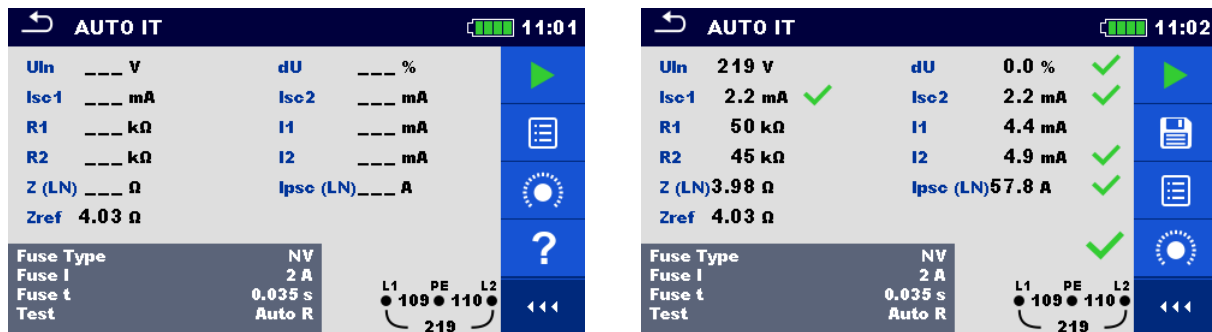 AUTO IT 11:01
Uln ___ V dU ___ %
Isc1 ___ mA Isc2 ___ mA
R1 ___ kΩ I1 ___ mA
R2 ___ kΩ I2 ___ mA
Z (LN) ___ Ω Ipsc (LN) ___ A
Zref 4.03 Ω
?
Fuse Type NV
Fuse I 2 A
Fuse t 0.035 s
Test Auto R
L1 PE L2
109 110
219
AUTO IT 11:02
Uln 219 V dU 0.0 %
Isc1 2.2 mA Isc2 2.2 mA
R1 50 kΩ I1 4.4 mA
R2 45 kΩ I2 4.9 mA
Z (LN) 3.98 Ω Ipsc (LN) 57.8 A
Zref 4.03 Ω
Fuse Type NV
Fuse I 2 A
Fuse t 0.035 s
Test Auto R
L1 PE L2
109 110
219